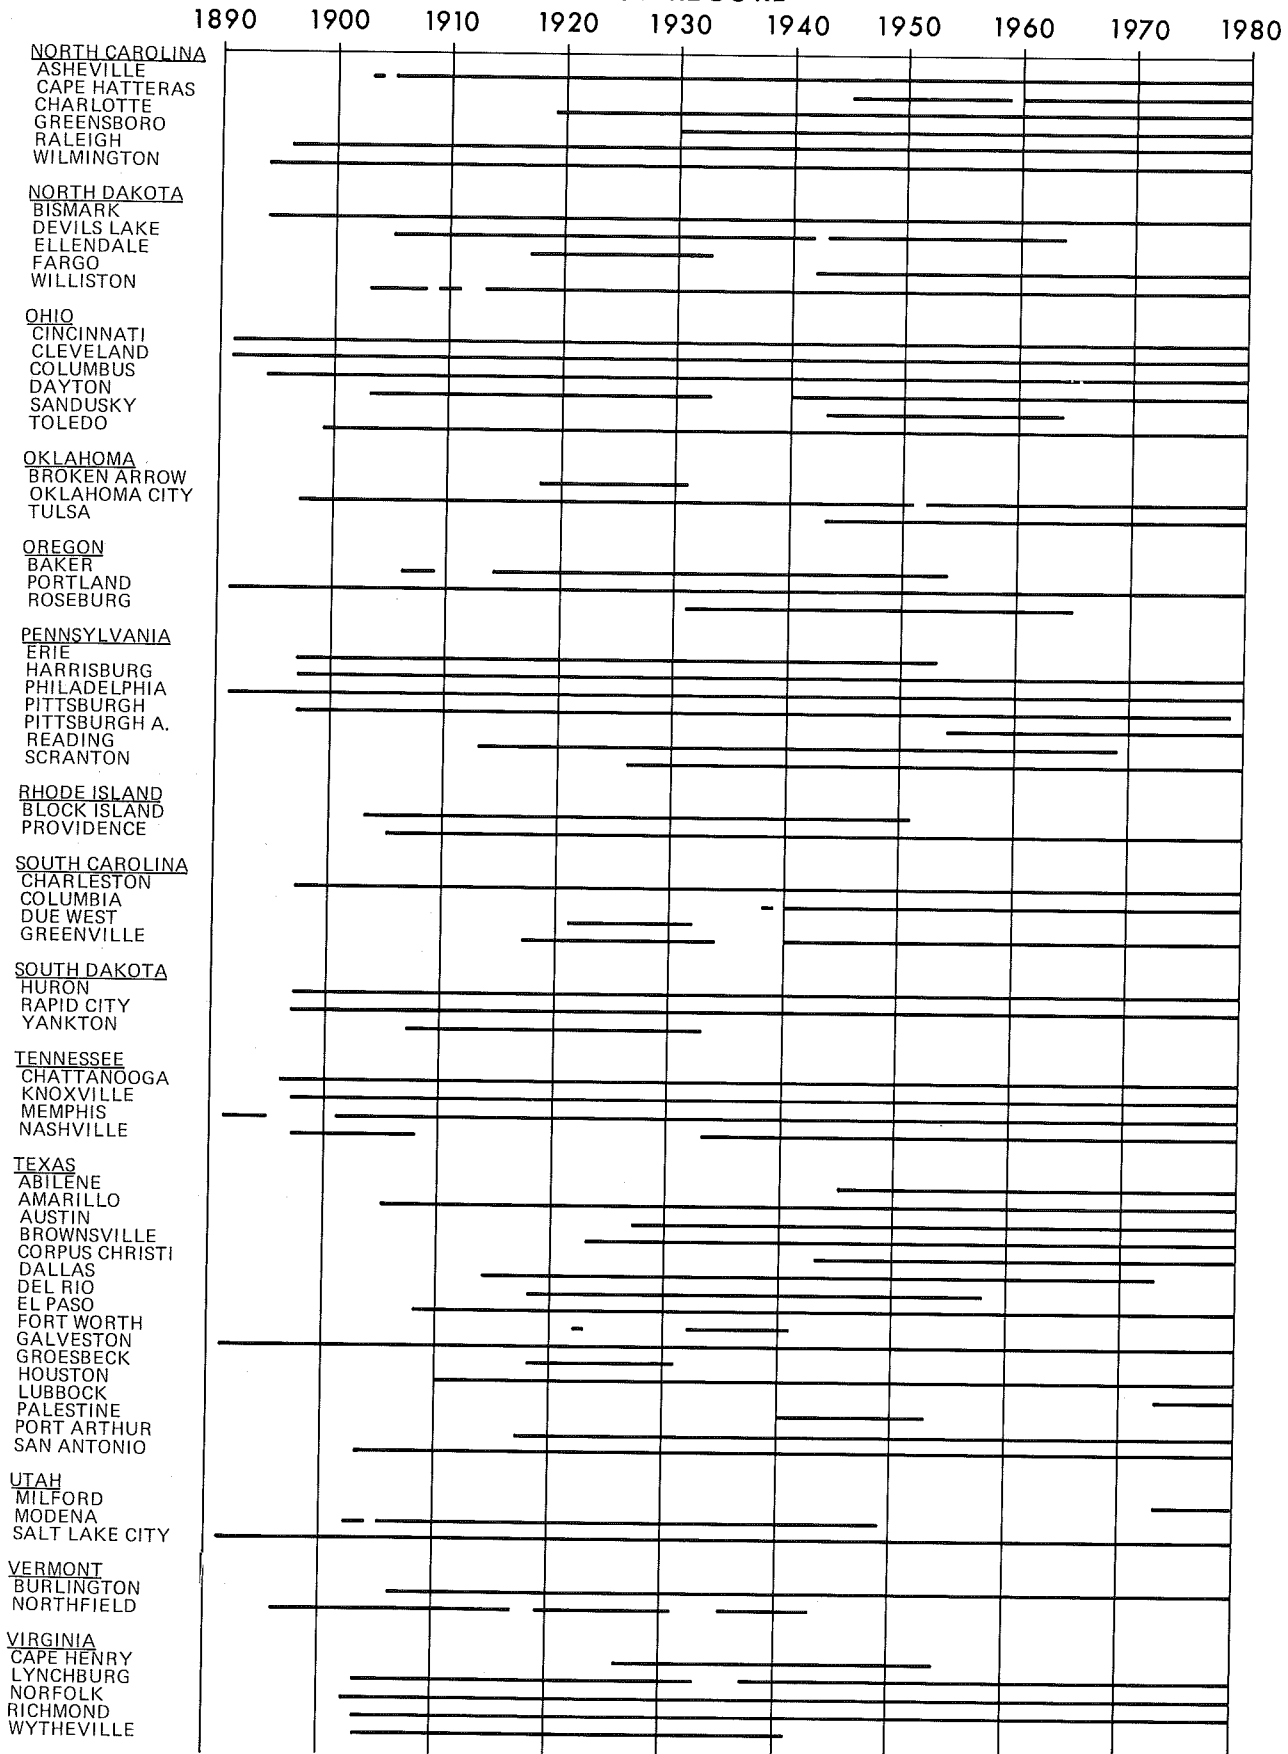 1890 1900 1910 1920 1930 1940 1950 1960 1970 1980
NORTH CAROLINA
ASHEVILLE
CAPE HATTERAS
CHARLOTTE
GREENSBORO
RALEIGH
WILMINGTON
NORTH DAKOTA
BISMARK
DEVILS LAKE
ELLENDALE
FARGO
WILLISTON
OHIO
CINCINNATI
CLEVELAND
COLUMBUS
DAYTON
SANDUSKY
TOLEDO
OKLAHOMA
BROKEN ARROW
OKLAHOMA CITY
TULSA
OREGON
BAKER
PORTLAND
ROSEBURG
PENNSYLVANIA
ERIE
HARRISBURG
PHILADELPHIA
PITTSBURGH
PITTSBURGH A.
READING
SCRANTON
RHODE ISLAND
BLOCK ISLAND
PROVIDENCE
SOUTH CAROLINA
CHARLESTON
COLUMBIA
DUE WEST
GREENVILLE
SOUTH DAKOTA
HURON
RAPID CITY
YANKTON
TENNESSEE
CHATTANOOGA
KNOXVILLE
MEMPHIS
NASHVILLE
TEXAS
ABILENE
AMARILLO
AUSTIN
BROWNSVILLE
CORPUS CHRISTI
DALLAS
DEL RIO
EL PASO
FORT WORTH
GALVESTON
GROESBECK
HOUSTON
LUBBOCK
PALESTINE
PORT ARTHUR
SAN ANTONIO
UTAH
MILFORD
MODENA
SALT LAKE CITY
VERMONT
BURLINGTON
NORTHFIELD
VIRGINIA
CAPE HENRY
LYNCHBURG
NORFOLK
RICHMOND
WYTHEVILLE